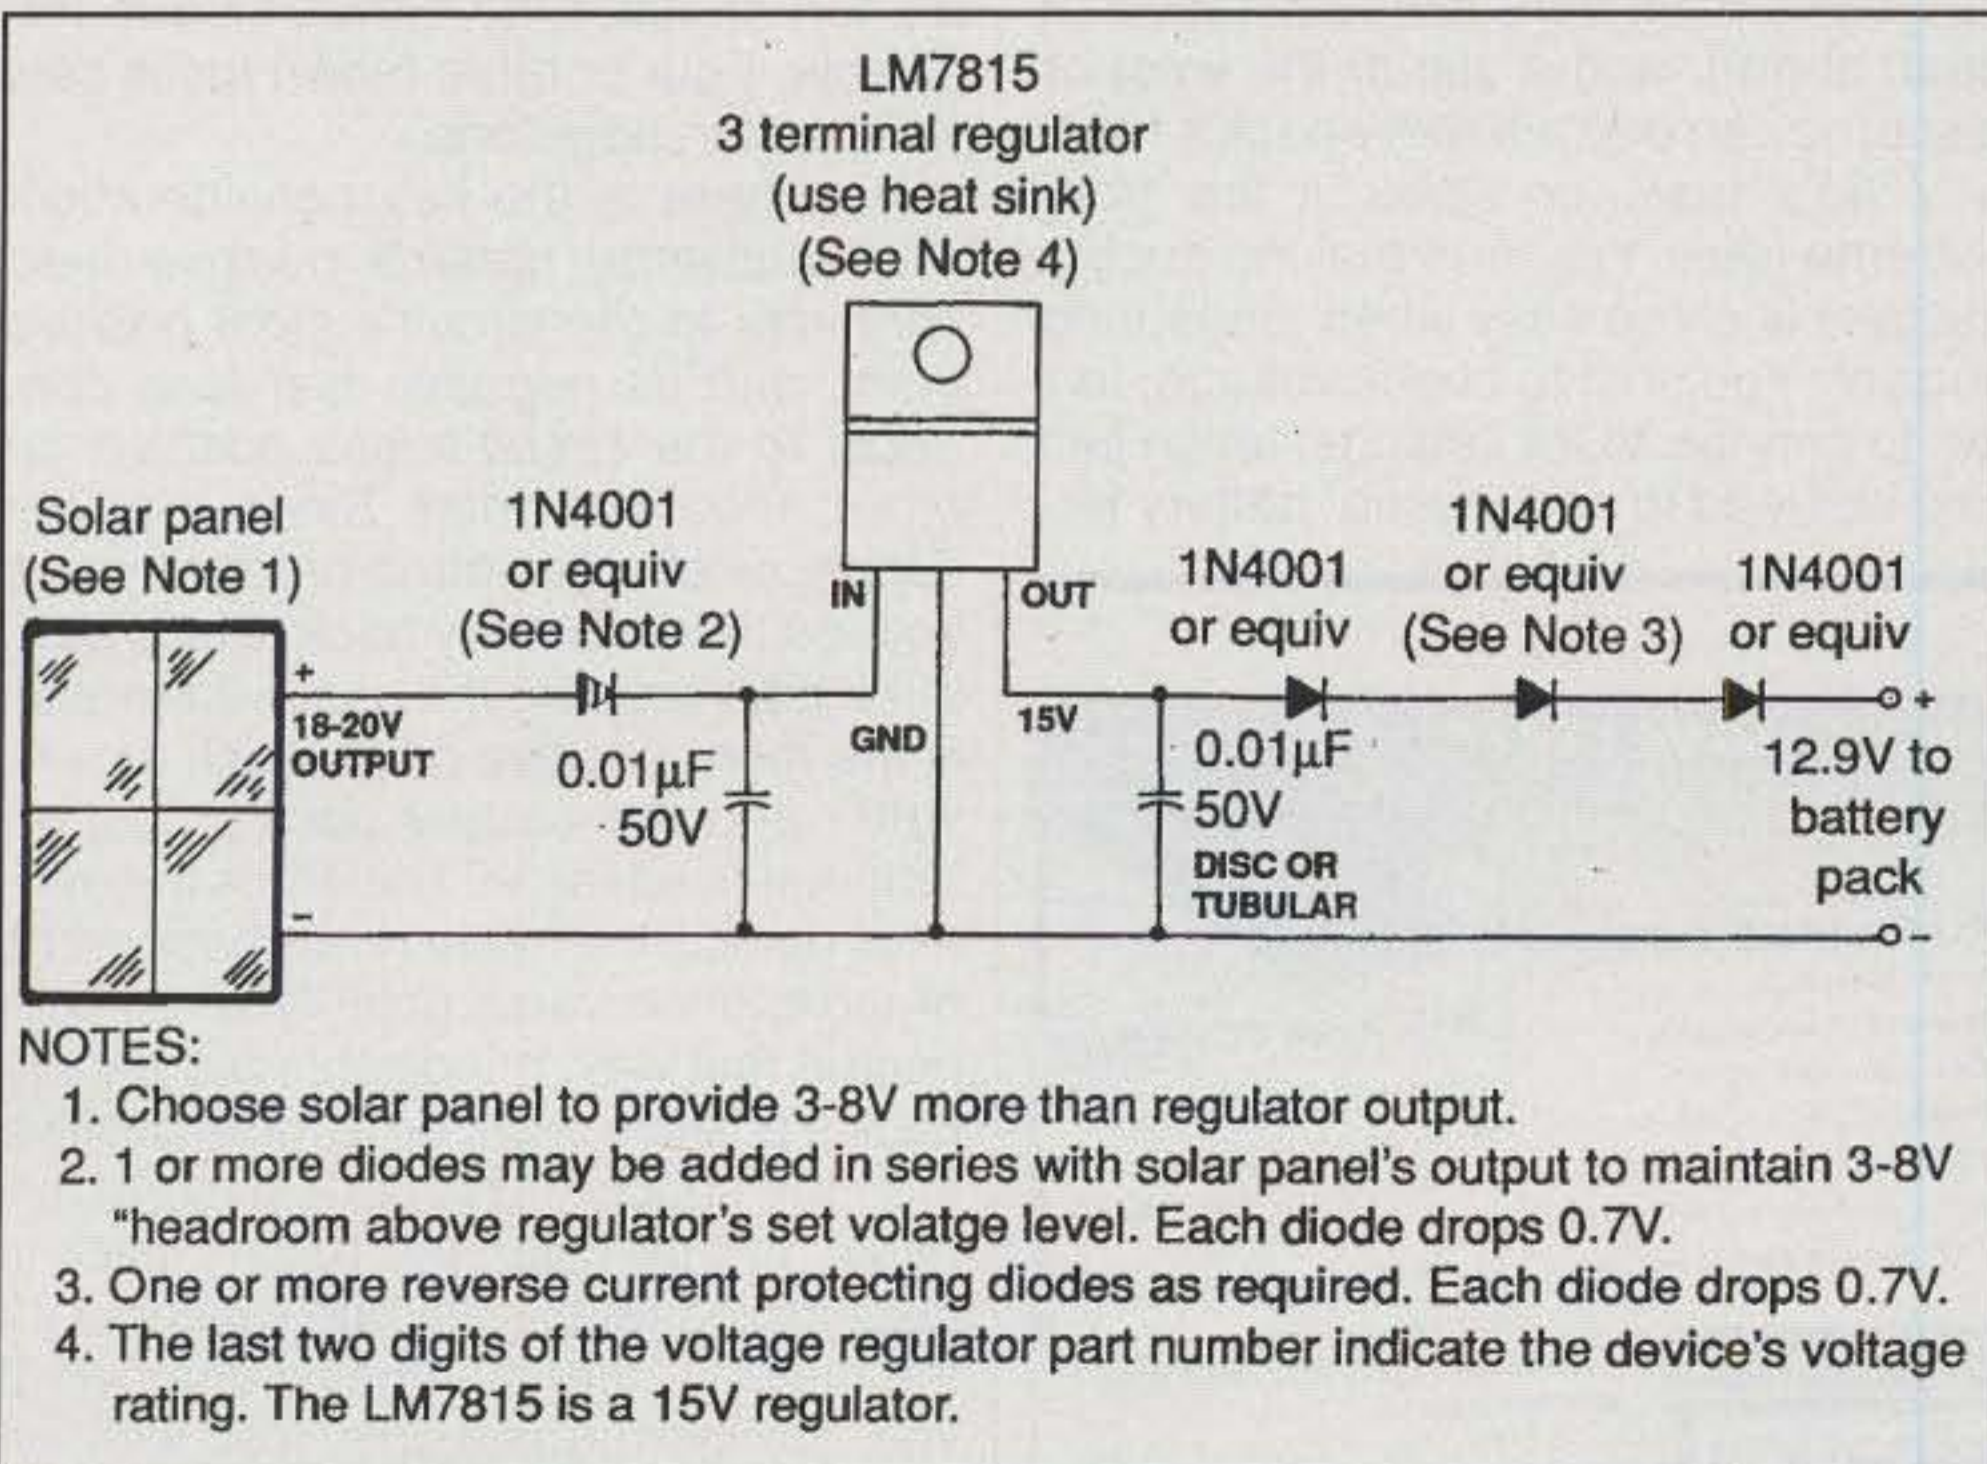 LM7815
3 terminal regulator
(use heat sink)
(See Note 4)
Solar panel
(See Note 1)
1N4001
or equiv
(See Note 2)
IN
OUT
1N4001
or equiv
1N4001
or equiv
(See Note 3)
1N4001
or equiv
+
18-20V
OUTPUT
0.01µF
50V
GND
15V
0.01µF
50V
DISC OR
TUBULAR
+
12.9V to
battery
pack
–
–
NOTES:
1. Choose solar panel to provide 3-8V more than regulator output.
2. 1 or more diodes may be added in series with solar panel's output to maintain 3-8V
“headroom above regulator's set volatge level. Each diode drops 0.7V.
3. One or more reverse current protecting diodes as required. Each diode drops 0.7V.
4. The last two digits of the voltage regulator part number indicate the device's voltage
rating. The LM7815 is a 15V regulator.